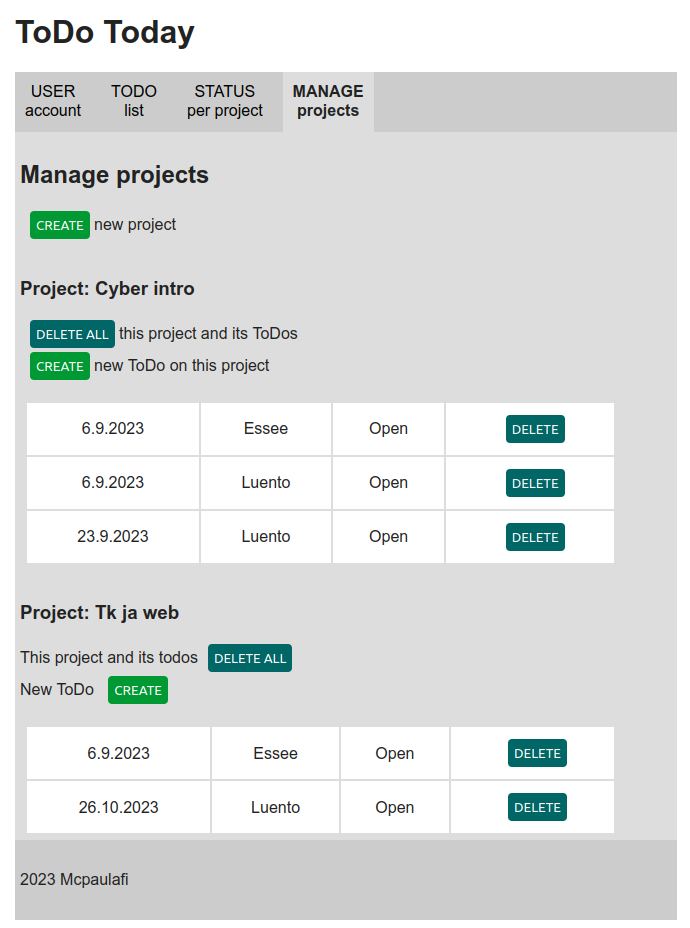 ToDo Today
USER account
TODO list
STATUS per project
MANAGE projects
Manage projects
CREATE new project
Project: Cyber intro
DELETE ALL this project and its ToDos
CREATE new ToDo on this project
6.9.2023 Essee Open DELETE
6.9.2023 Luento Open DELETE
23.9.2023 Luento Open DELETE
Project: Tk ja web
This project and its todos DELETE ALL
New ToDo CREATE
6.9.2023 Essee Open DELETE
26.10.2023 Luento Open DELETE
2023 Mcpaulafi